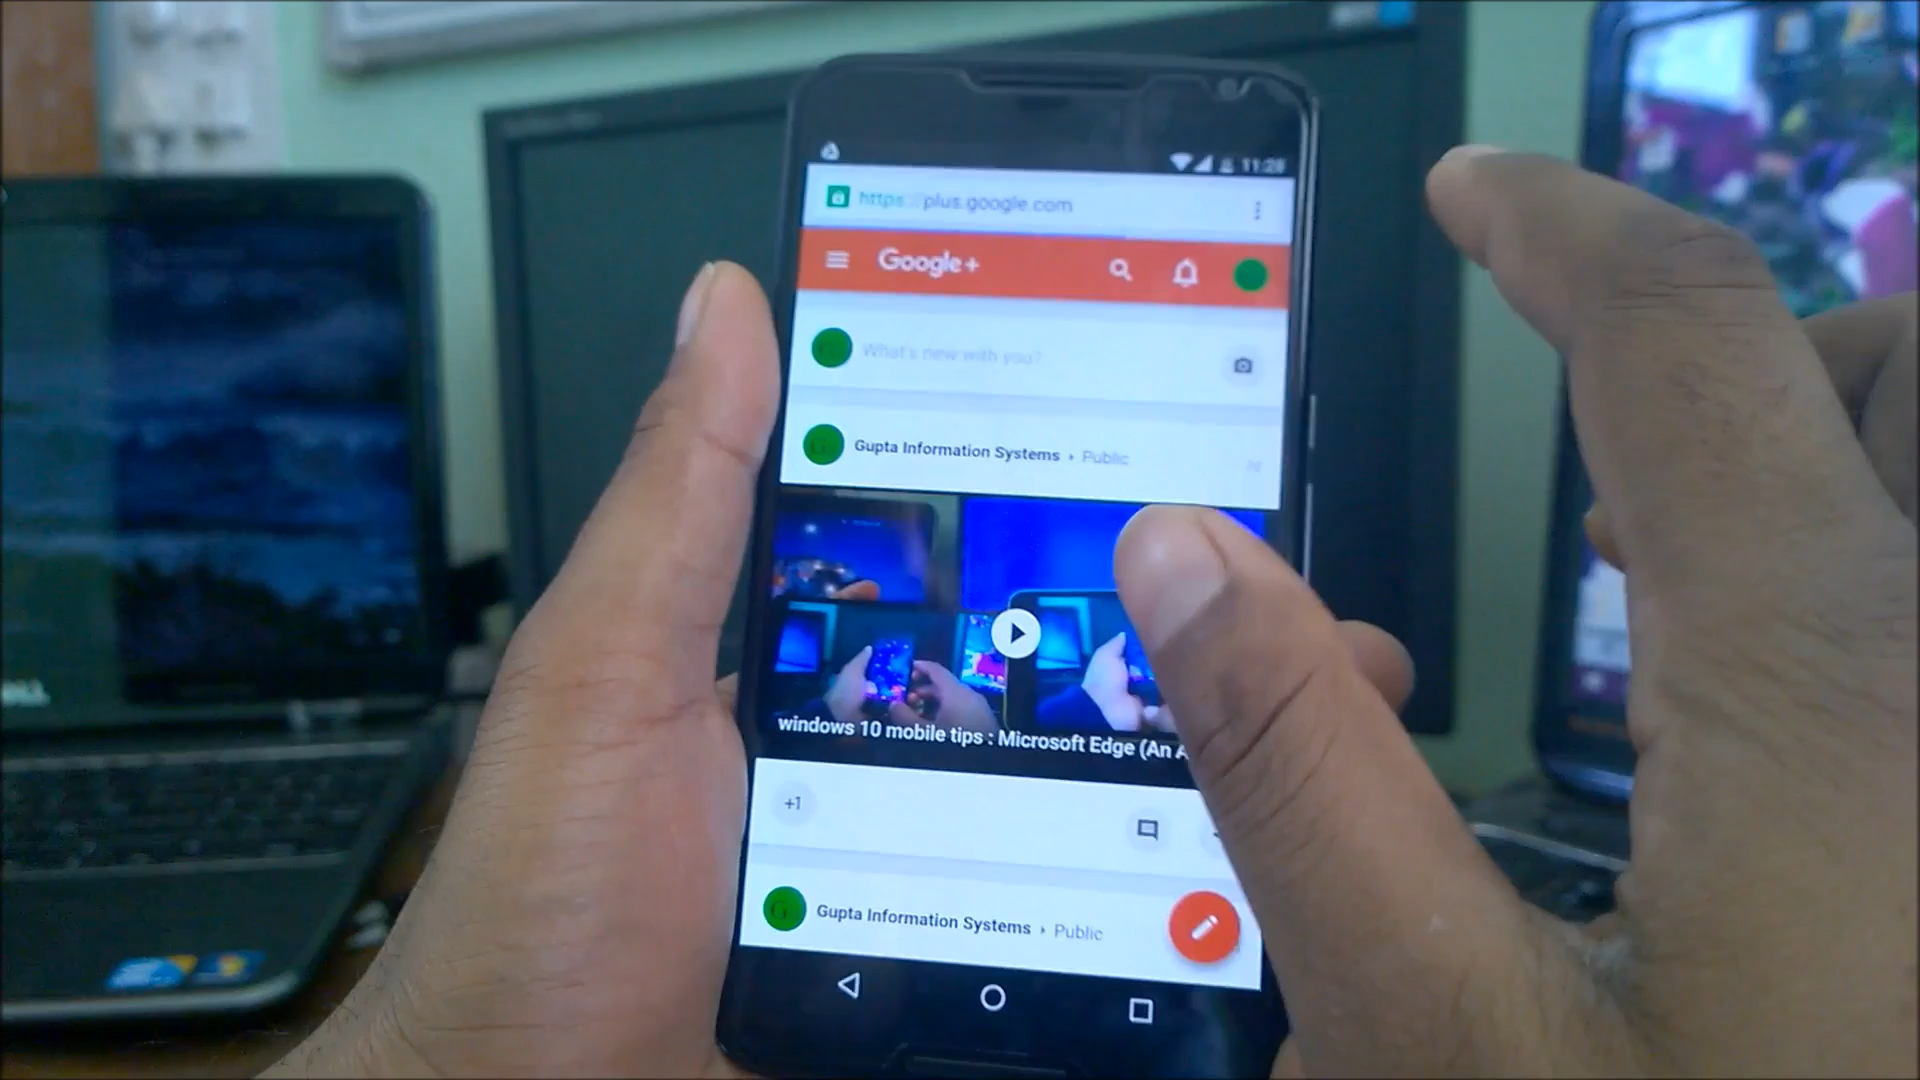 11:28
https://plus.google.com
Google+
What's new with you?
Gupta Information Systems › Public
windows 10 mobile tips : Microsoft Edge (An A
+1
G
Gupta Information Systems › Public